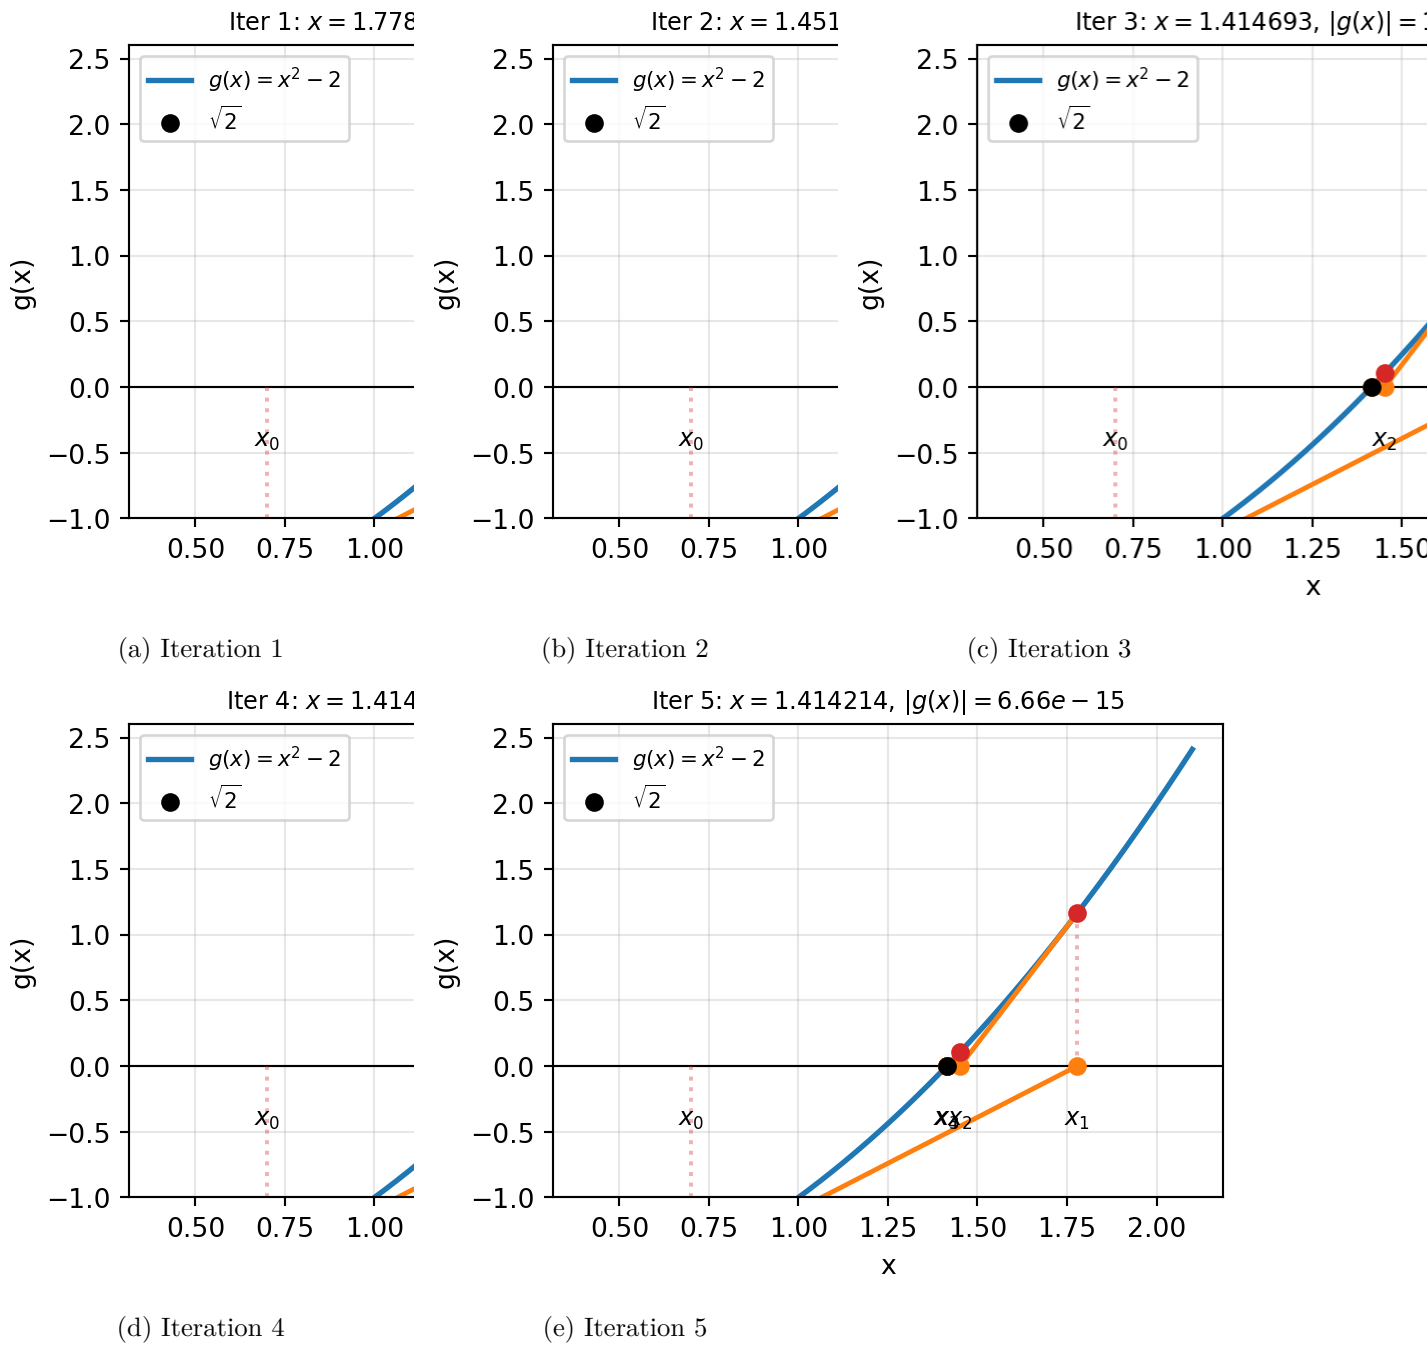 Iter 1: x = 1.778
g(x) = x² − 2
√2
2.5
2.0
1.5
1.0
0.5
0.0
−0.5
−1.0
g(x)
x₀
0.50 0.75 1.00
(a) Iteration 1
Iter 2: x = 1.451
g(x) = x² − 2
√2
2.5
2.0
1.5
1.0
0.5
0.0
−0.5
−1.0
g(x)
x₀
0.50 0.75 1.00
(b) Iteration 2
Iter 3: x = 1.414693, |g(x)| =
g(x) = x² − 2
√2
2.5
2.0
1.5
1.0
0.5
0.0
−0.5
−1.0
g(x)
x₀ x₂
0.50 0.75 1.00 1.25 1.50
x
(c) Iteration 3
Iter 4: x = 1.414
g(x) = x² − 2
√2
2.5
2.0
1.5
1.0
0.5
0.0
−0.5
−1.0
g(x)
x₀
0.50 0.75 1.00
(d) Iteration 4
Iter 5: x = 1.414214, |g(x)| = 6.66e − 15
g(x) = x² − 2
√2
2.5
2.0
1.5
1.0
0.5
0.0
−0.5
−1.0
g(x)
x₀ x₂ x₁
0.50 0.75 1.00 1.25 1.50 1.75 2.00
x
(e) Iteration 5